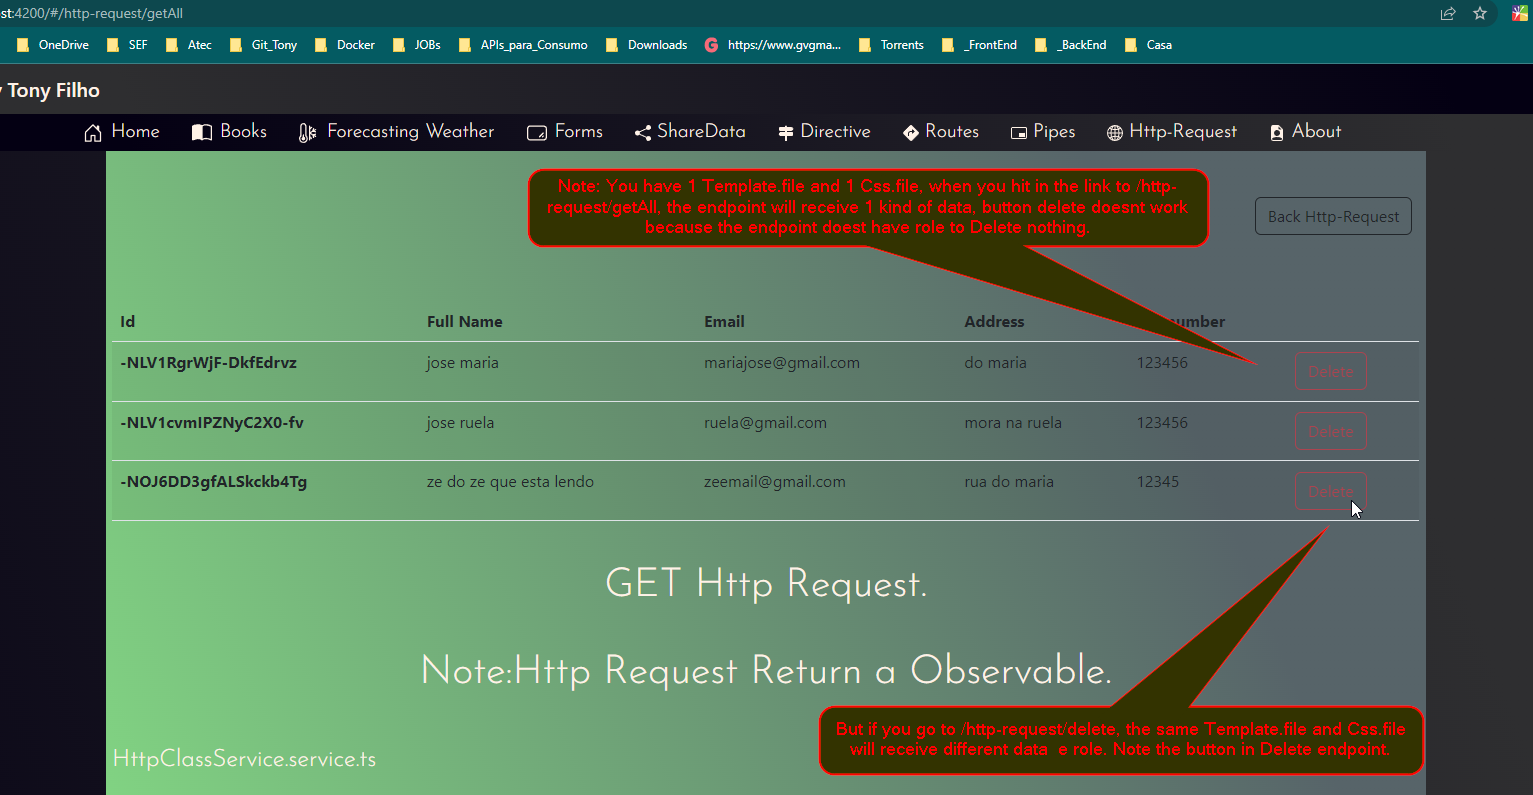 st:4200/#/http-request/getAll
OneDrive SEF Atec Git_Tony Docker JOBs APIs_para_Consumo Downloads https://www.gvgma... Torrents _FrontEnd _BackEnd Casa
Tony Filho
Home Books Forecasting Weather Forms ShareData Directive Routes Pipes Http-Request About
Note: You have 1 Template.file and 1 Css.file, when you hit in the link to /http-
request/getAll, the endpoint will receive 1 kind of data, button delete doesnt work
because the endpoint doest have role to Delete nothing.
Back Http-Request
Id Full Name Email Address number
-NLV1RgrWjF-DkfEdrvz jose maria mariajose@gmail.com do maria 123456 Delete
-NLV1cvmIPZNyC2X0-fv jose ruela ruela@gmail.com mora na ruela 123456 Delete
-NOJ6DD3gfALSkckb4Tg ze do ze que esta lendo zeemail@gmail.com rua do maria 12345 Delete
GET Http Request.
Note:Http Request Return a Observable.
But if you go to /http-request/delete, the same Template.file and Css.file
will receive different data e role. Note the button in Delete endpoint.
HttpClassService.service.ts